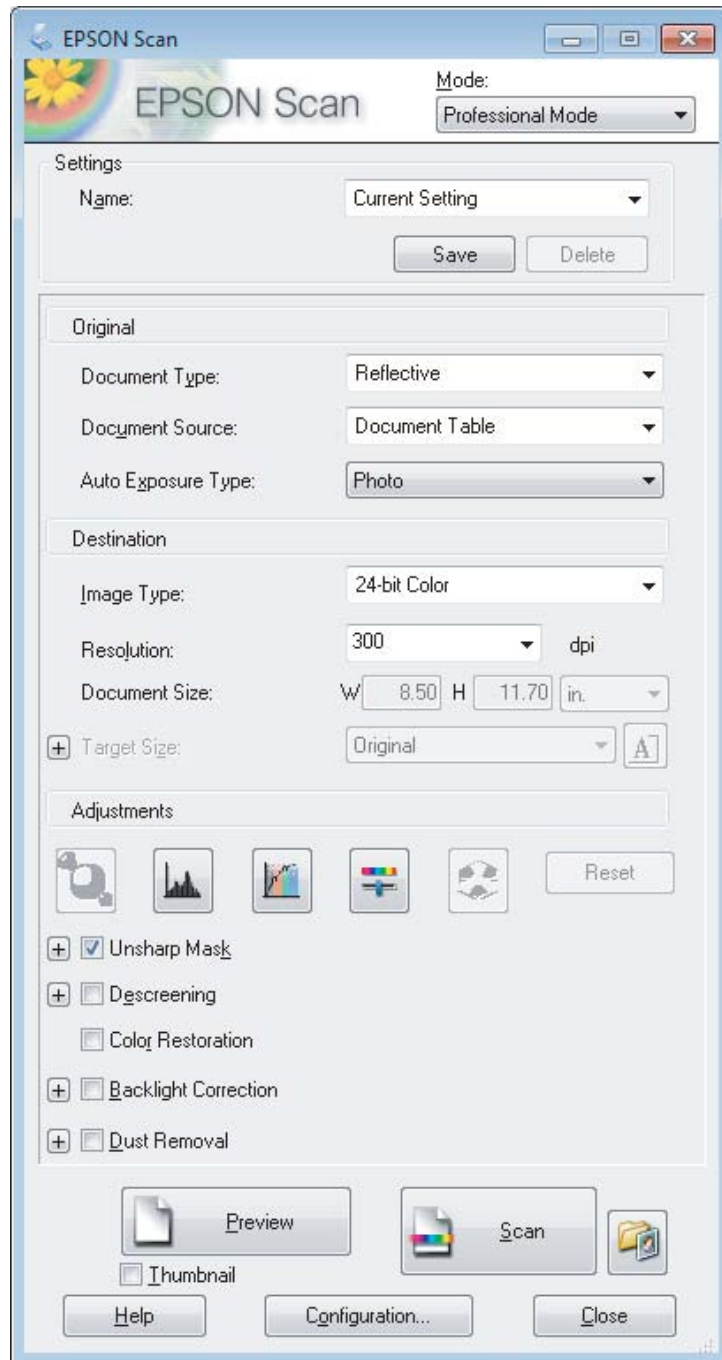 EPSON Scan
EPSON Scan
Mode:
Professional Mode
Settings
Name: Current Setting
Save Delete
Original
Document Type: Reflective
Document Source: Document Table
Auto Exposure Type: Photo
Destination
Image Type: 24-bit Color
Resolution: 300 dpi
Document Size: W 8.50 H 11.70 in.
Target Size: Original A
Adjustments
Reset
Unsharp Mask
Descreening
Color Restoration
Backlight Correction
Dust Removal
Preview Scan
Thumbnail
Help Configuration... Close